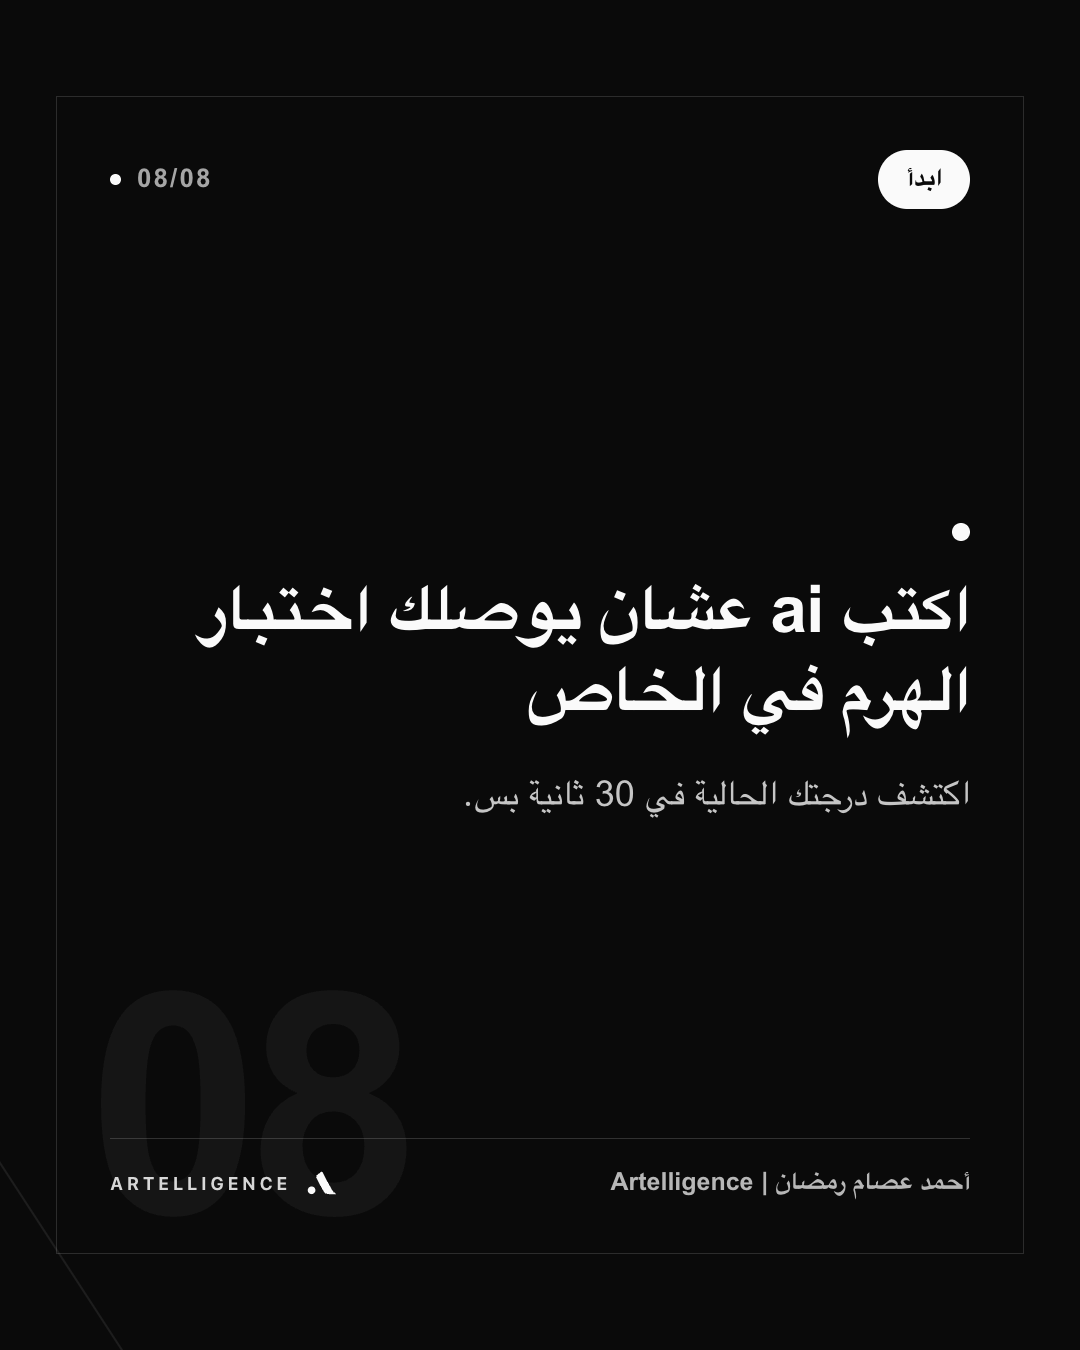 ابدأ
08/08
اكتب ai عشان يوصلك اختبار
الهرم في الخاص
اكتشف درجتك الحالية في 30 ثانية بس.
08
أحمد عصام رمضان | Artelligence
ARTELLIGENCE